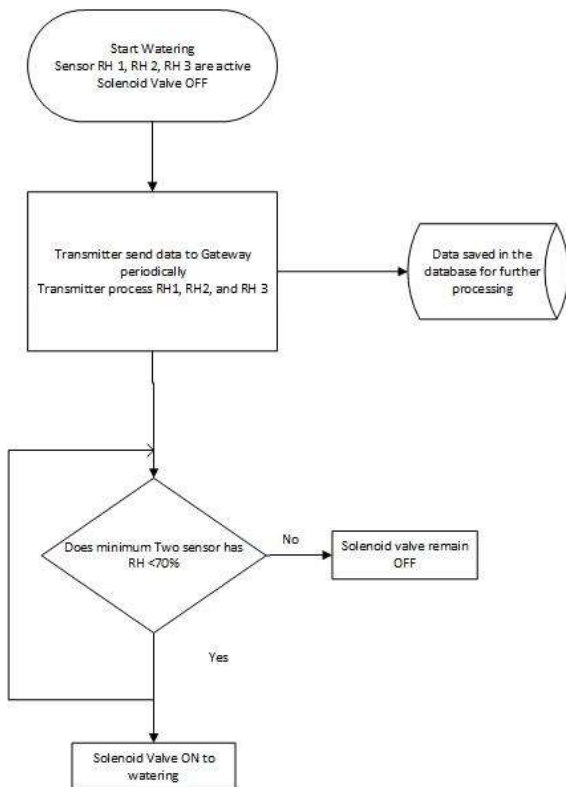 Start Watering
Sensor RH 1, RH 2, RH 3 are active
Solenoid Valve OFF
Transmitter send data to Gateway
periodically
Transmitter process RH1, RH2, and RH 3
Data saved in the
database for further
processing
Does minimum Two sensor has
RH <70%
No
Solenoid valve remain
OFF
Yes
Solenoid Valve ON to
watering